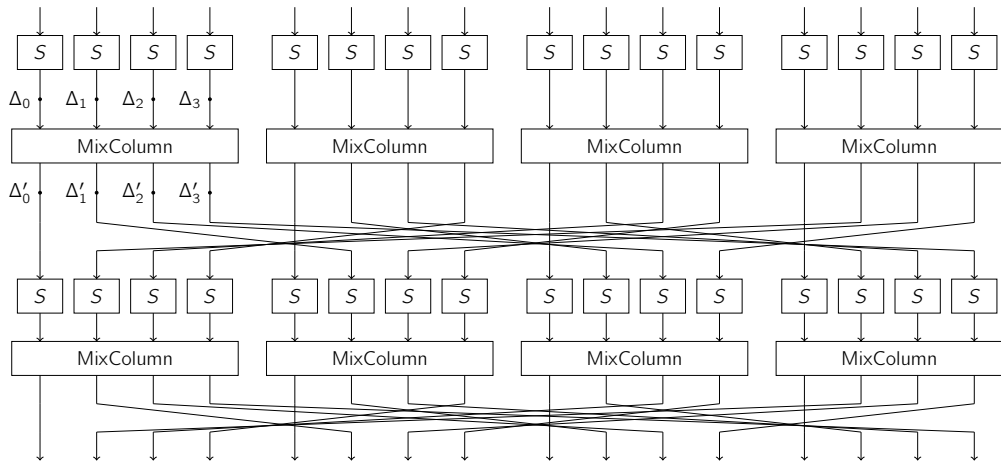 S S S S S S S S S S S S S S S S
Δ₀ Δ₁ Δ₂ Δ₃
MixColumn MixColumn MixColumn MixColumn
Δ′₀ Δ′₁ Δ′₂ Δ′₃
S S S S S S S S S S S S S S S S
MixColumn MixColumn MixColumn MixColumn